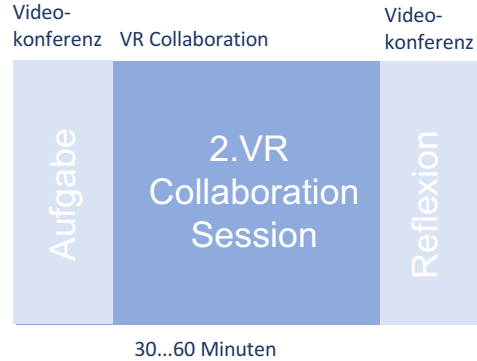 Video-
konferenz
VR Collaboration
Video-
konferenz
Aufgabe
2.VR
Collaboration
Session
Reflexion
30...60 Minuten